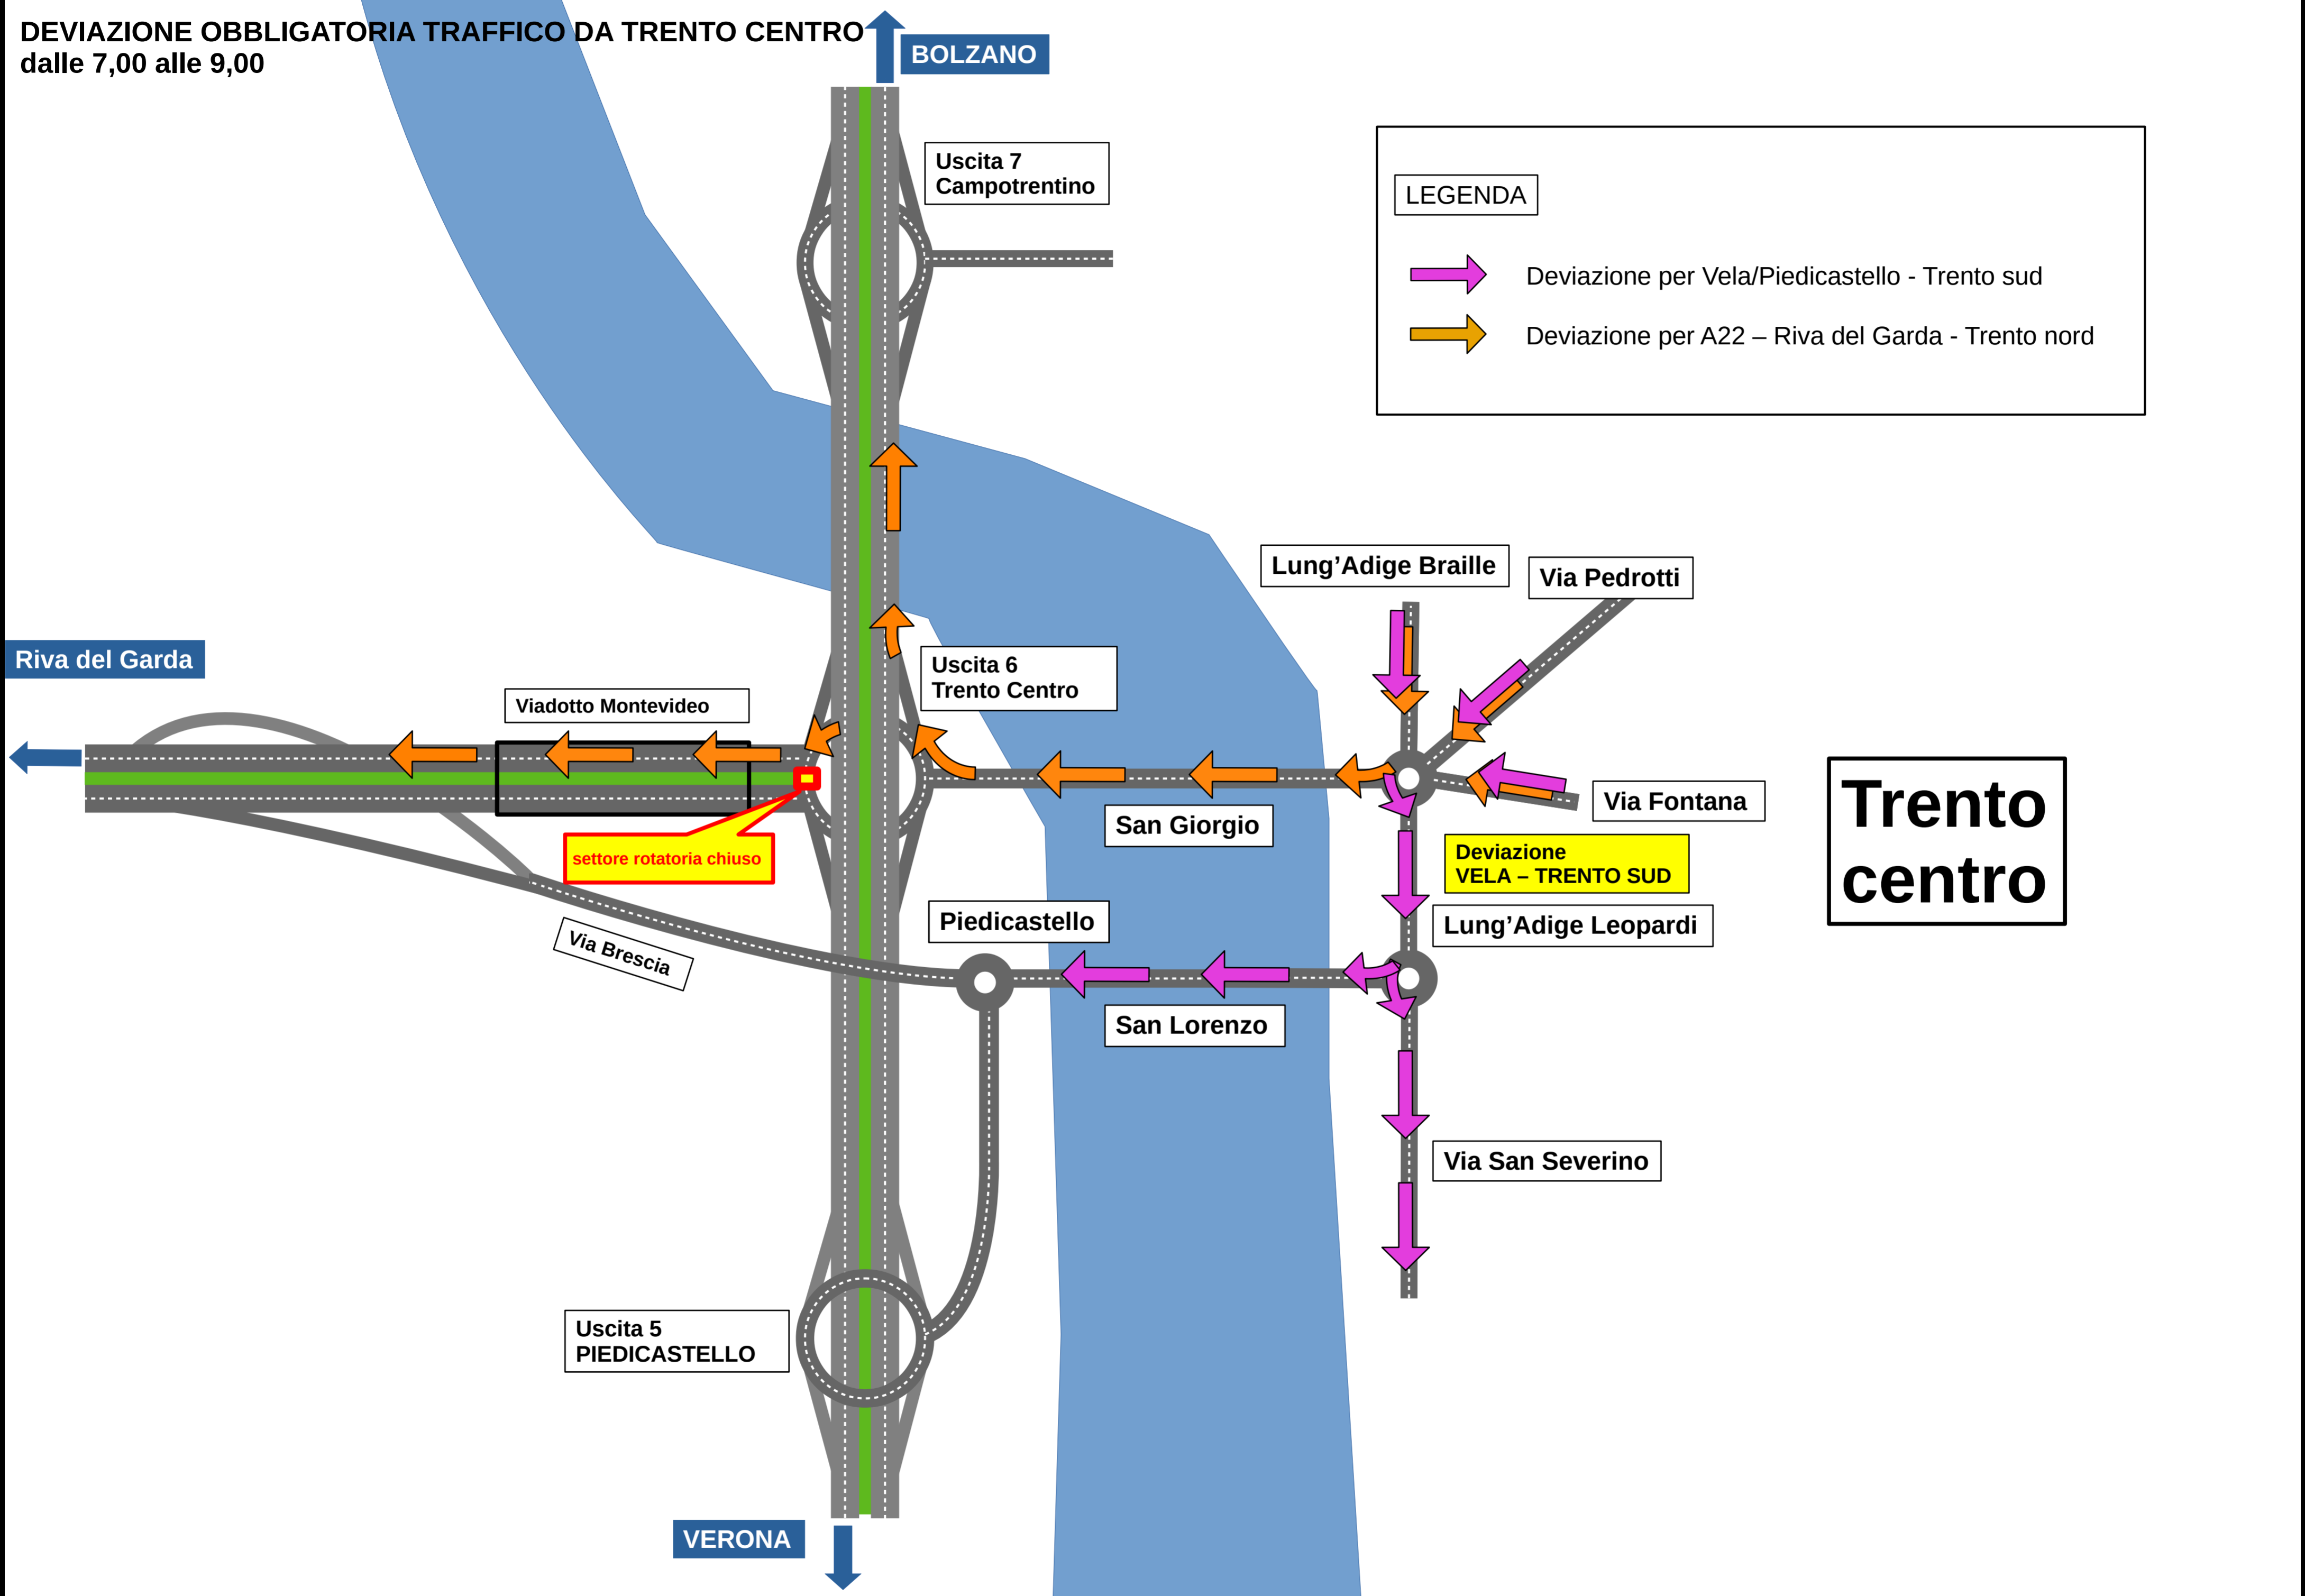 DEVIAZIONE OBBLIGATORIA TRAFFICO DA TRENTO CENTRO
dalle 7,00 alle 9,00
BOLZANO
Uscita 7
Campotrentino
LEGENDA
Deviazione per Vela/Piedicastello - Trento sud
Deviazione per A22 – Riva del Garda - Trento nord
Lung’Adige Braille
Via Pedrotti
Riva del Garda
Uscita 6
Trento Centro
Viadotto Montevideo
San Giorgio
Via Fontana
Trento
centro
settore rotatoria chiuso
Deviazione
VELA – TRENTO SUD
Piedicastello
Lung’Adige Leopardi
Via Brescia
San Lorenzo
Via San Severino
Uscita 5
PIEDICASTELLO
VERONA